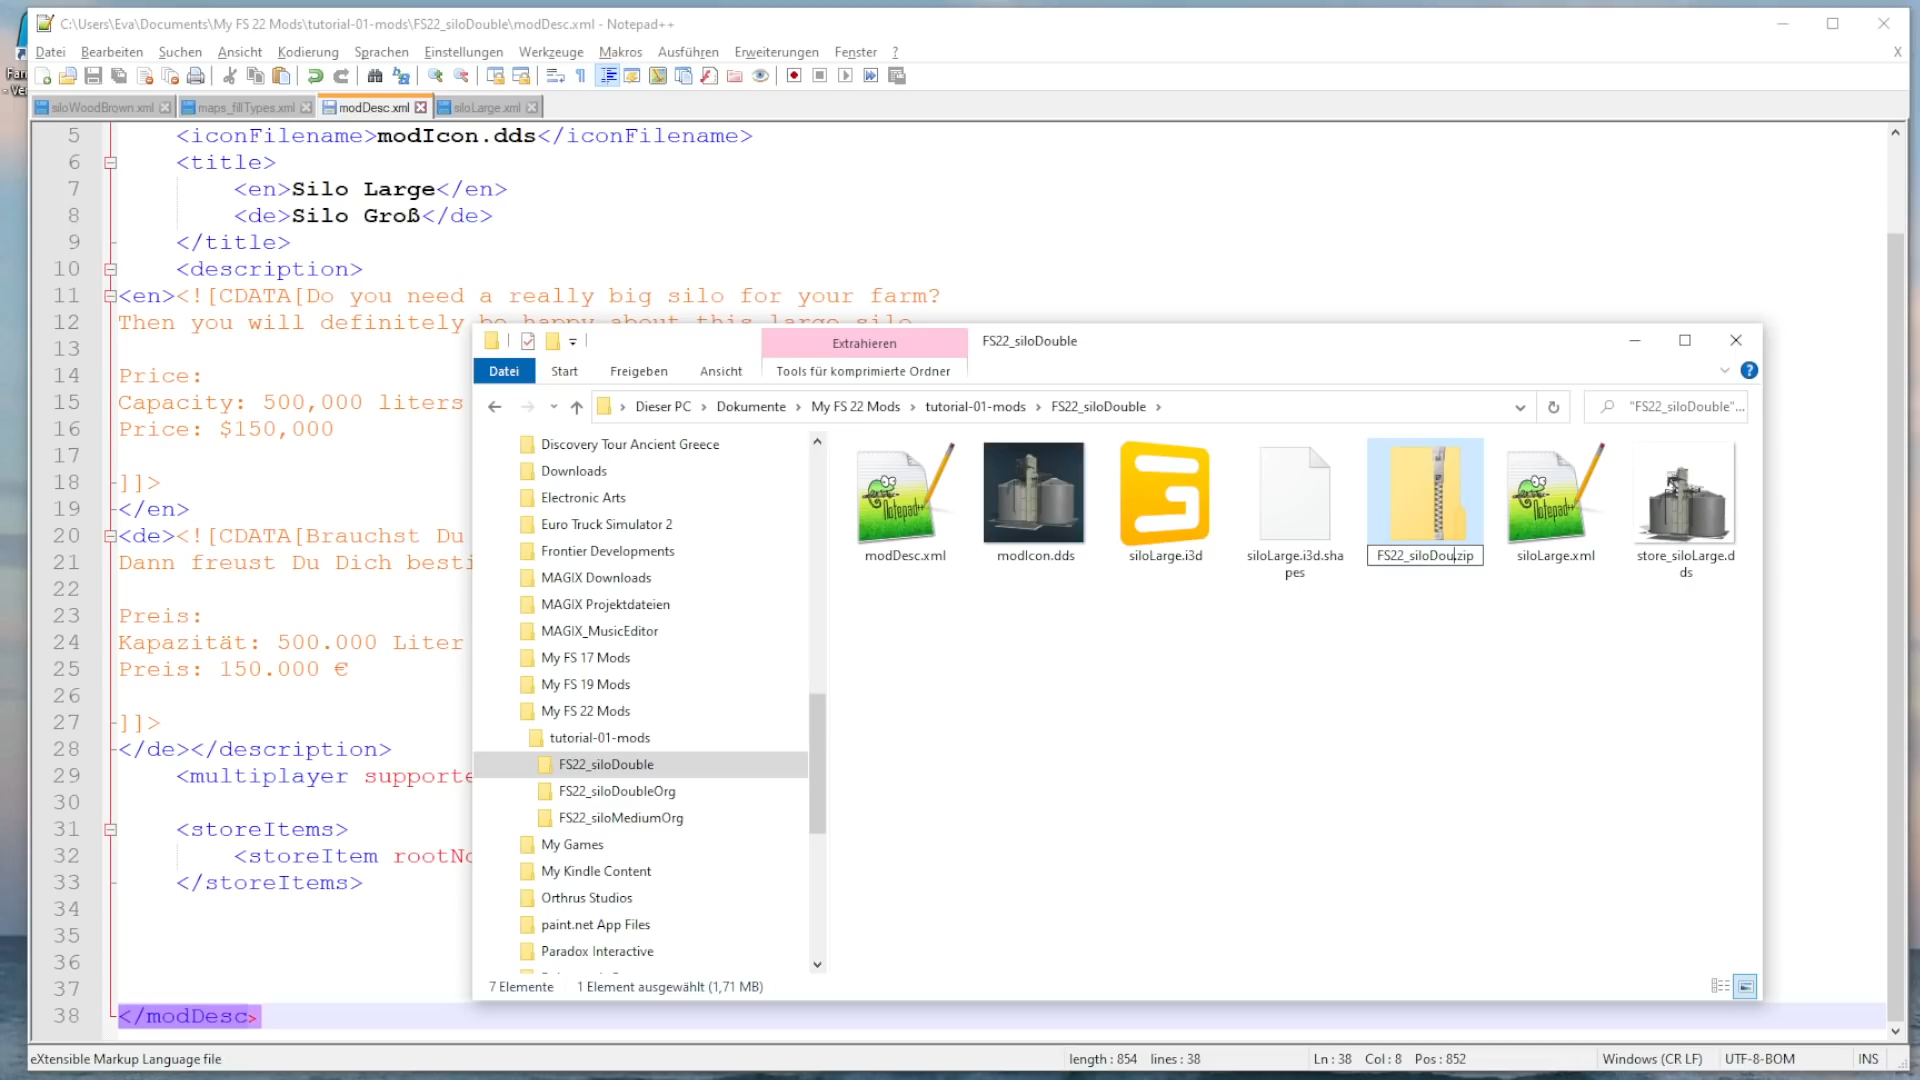 C:\Users\Eva\Documents\My FS 22 Mods\tutorial-01-mods\FS22_siloDouble\modDesc.xml - Notepad++
Datei Bearbeiten Suchen Ansicht Kodierung Sprachen Einstellungen Werkzeuge Makros Ausführen Erweiterungen Fenster ?
siloWoodBrown.xml maps_fillTypes.xml modDesc.xml siloLarge.xml
5 <iconFilename>modIcon.dds</iconFilename>
6 <title>
7 <en>Silo Large</en>
8 <de>Silo Groß</de>
9 </title>
10 <description>
11 <en><![CDATA[Do you need a really big silo for your farm?
12 Then you will definitely be happy about this large silo
13
14 Price:
15 Capacity: 500,000 liters
16 Price: $150,000
17
18 ]]>
19 </en>
20 <de><![CDATA[Brauchst Du
21 Dann freust Du Dich besti
22
23 Preis:
24 Kapazität: 500.000 Liter
25 Preis: 150.000 €
26
27 ]]>
28 </de></description>
29 <multiplayer supporte
30
31 <storeItems>
32 <storeItem rootNo
33 </storeItems>
34
35
36
37
38 </modDesc>
eXtensible Markup Language file length : 854 lines : 38 Ln : 38 Col : 8 Pos : 852 Windows (CR LF) UTF-8-BOM INS
Extrahieren FS22_siloDouble
Datei Start Freigeben Ansicht Tools für komprimierte Ordner
Dieser PC Dokumente My FS 22 Mods tutorial-01-mods FS22_siloDouble "FS22_siloDouble"...
Discovery Tour Ancient Greece
Downloads
Electronic Arts
Euro Truck Simulator 2
Frontier Developments
MAGIX Downloads
MAGIX Projektdateien
MAGIX_MusicEditor
My FS 17 Mods
My FS 19 Mods
My FS 22 Mods
tutorial-01-mods
FS22_siloDouble
FS22_siloDoubleOrg
FS22_siloMediumOrg
My Games
My Kindle Content
Orthrus Studios
paint.net App Files
Paradox Interactive
modDesc.xml
modIcon.dds
siloLarge.i3d
siloLarge.i3d.sha
pes
FS22_siloDou.zip
siloLarge.xml
store_siloLarge.d
ds
7 Elemente 1 Element ausgewählt (1,71 MB)